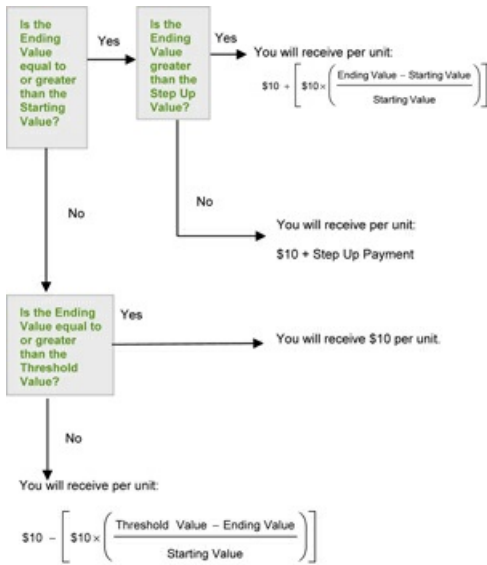 Is the
Ending
Value
equal to
or greater
than the
Starting
Value?
Yes
Is the
Ending
Value
greater
than the
Step Up
Value?
Yes
You will receive per unit:
$10 + [ $10 × ( Ending Value − Starting Value
Starting Value ) ]
No
No
You will receive per unit:
$10 + Step Up Payment
Is the Ending
Value equal to
or greater
than the
Threshold
Value?
Yes
You will receive $10 per unit.
No
You will receive per unit:
$10 − [ $10 × ( Threshold Value − Ending Value
Starting Value ) ]